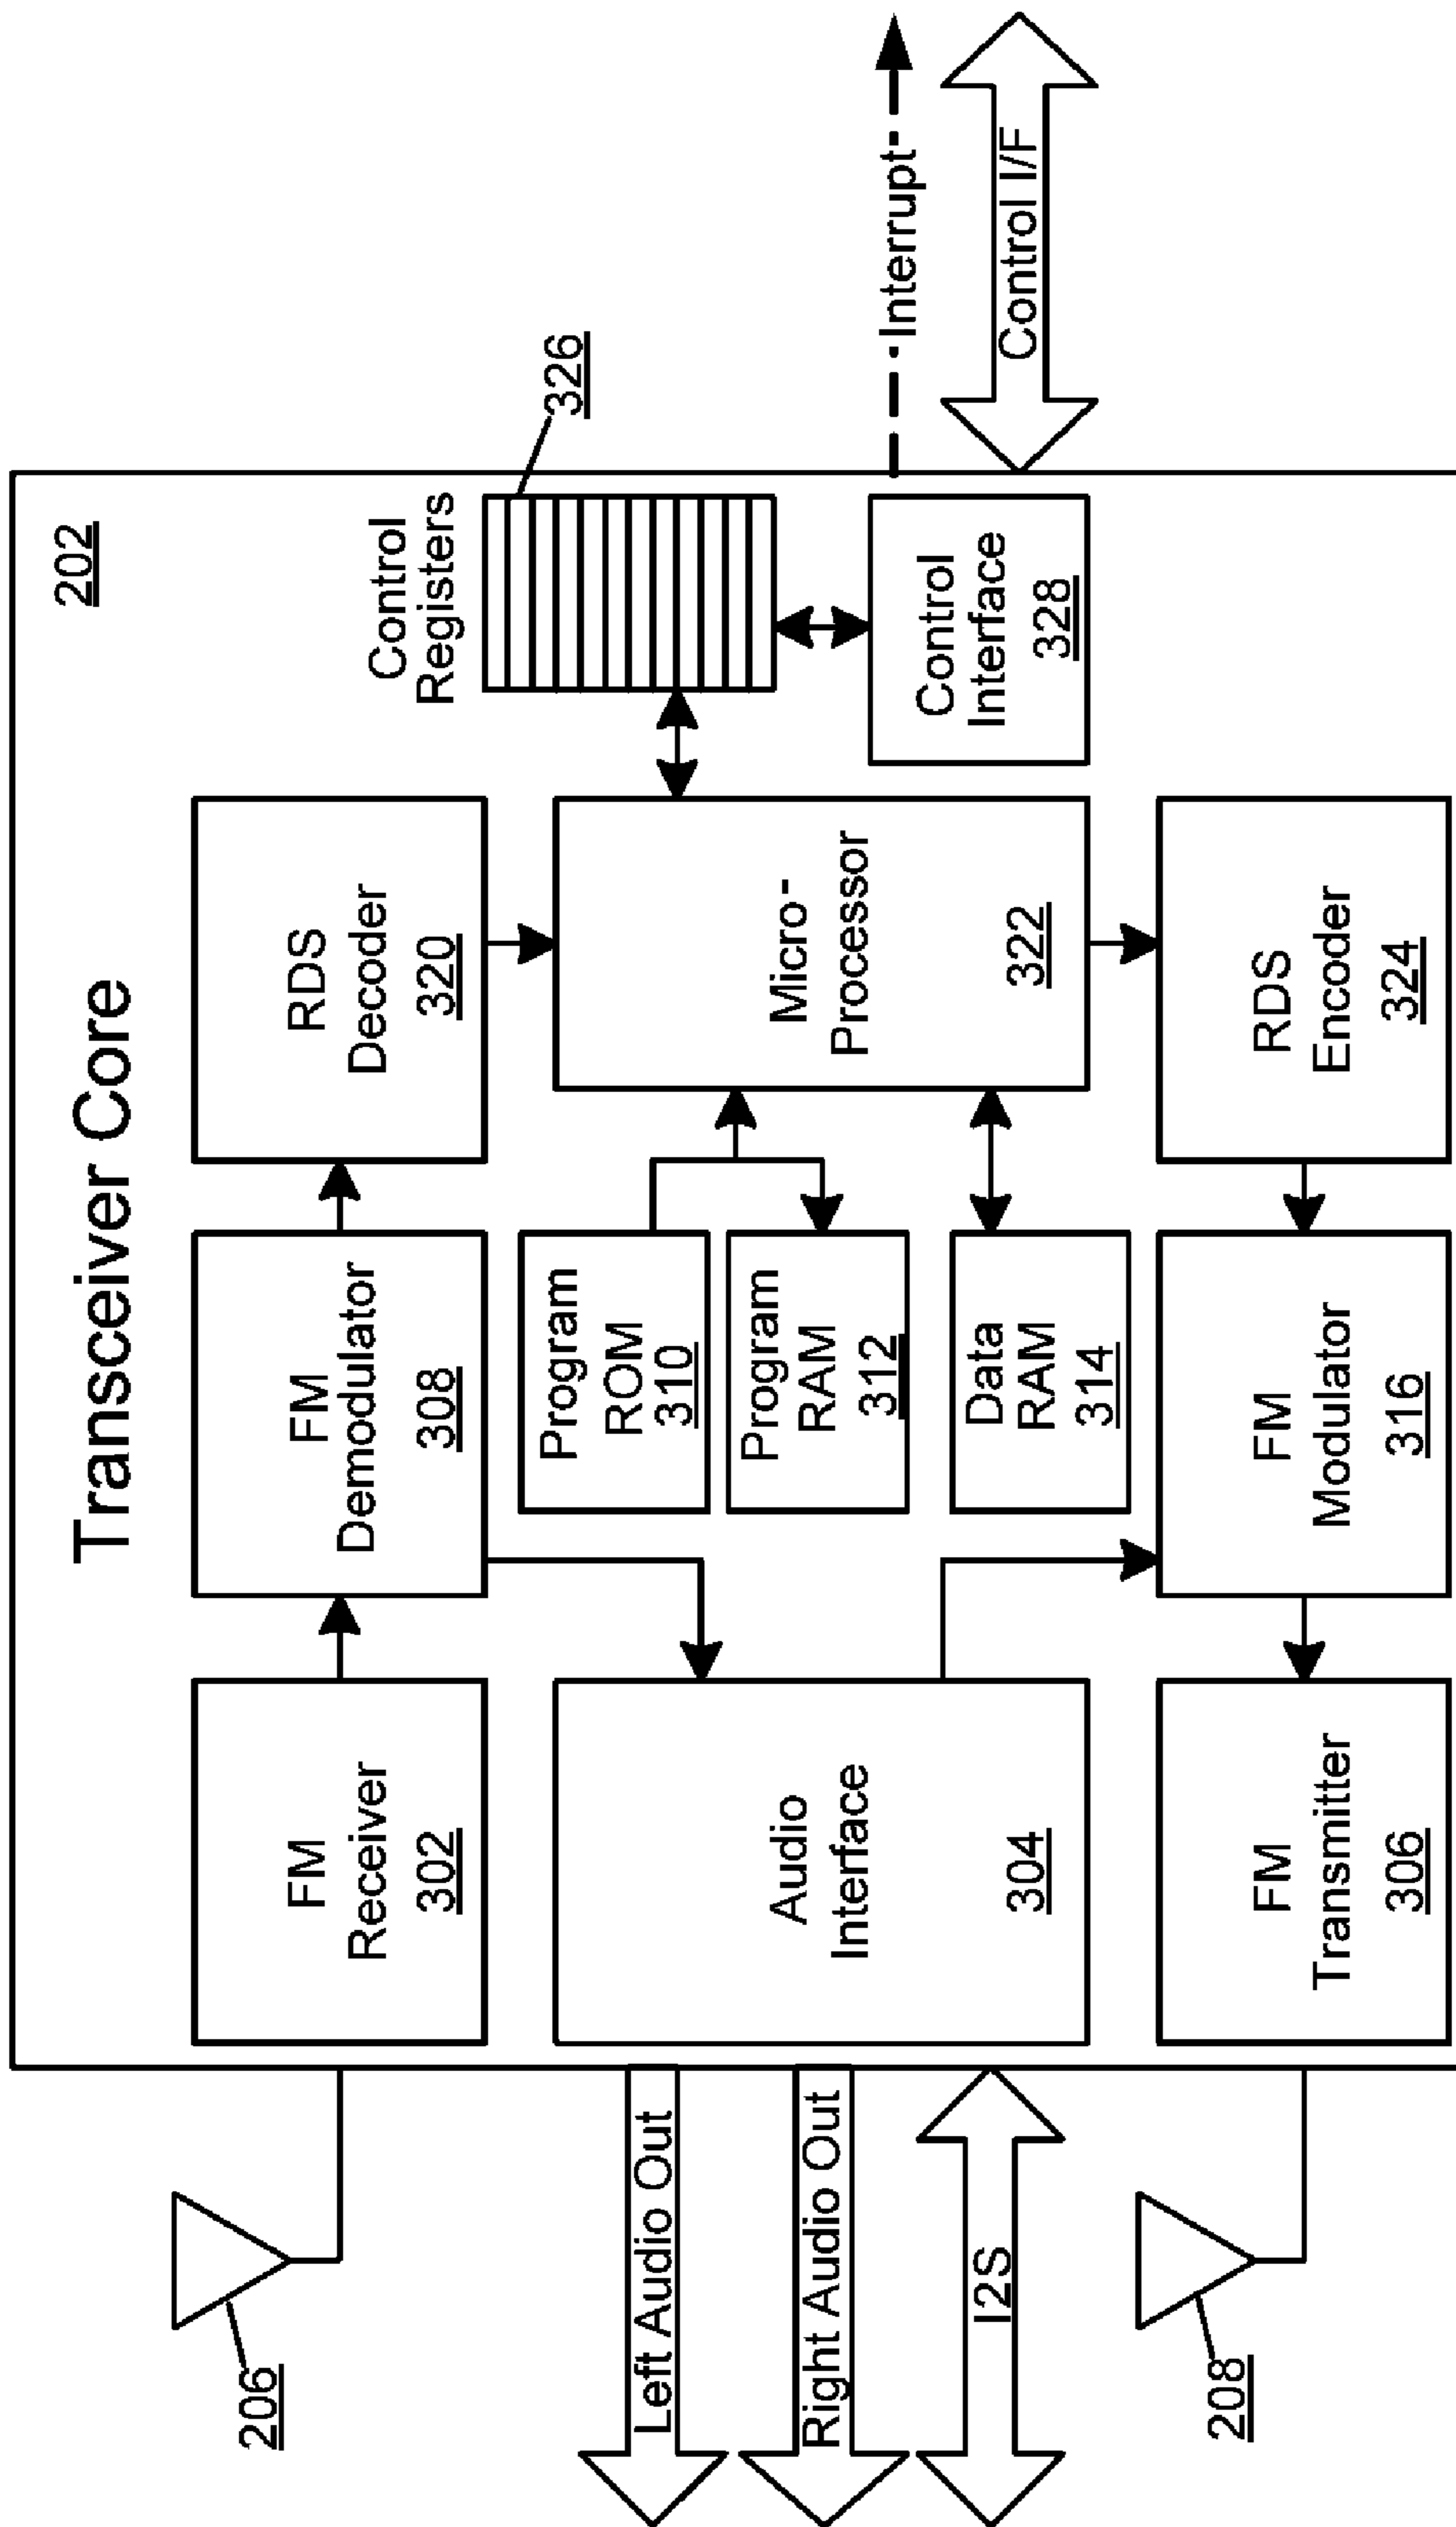 Transceiver Core
202
206
FM
Receiver
302
FM
Demodulator
308
RDS
Decoder
320
Control
Registers
326
Left Audio Out
Right Audio Out
I2S
Audio
Interface
304
Program
ROM
310
Program
RAM
312
Data
RAM
314
Micro-
Processor
322
Control
Interface
328
Interrupt
Control I/F
208
FM
Transmitter
306
FM
Modulator
316
RDS
Encoder
324